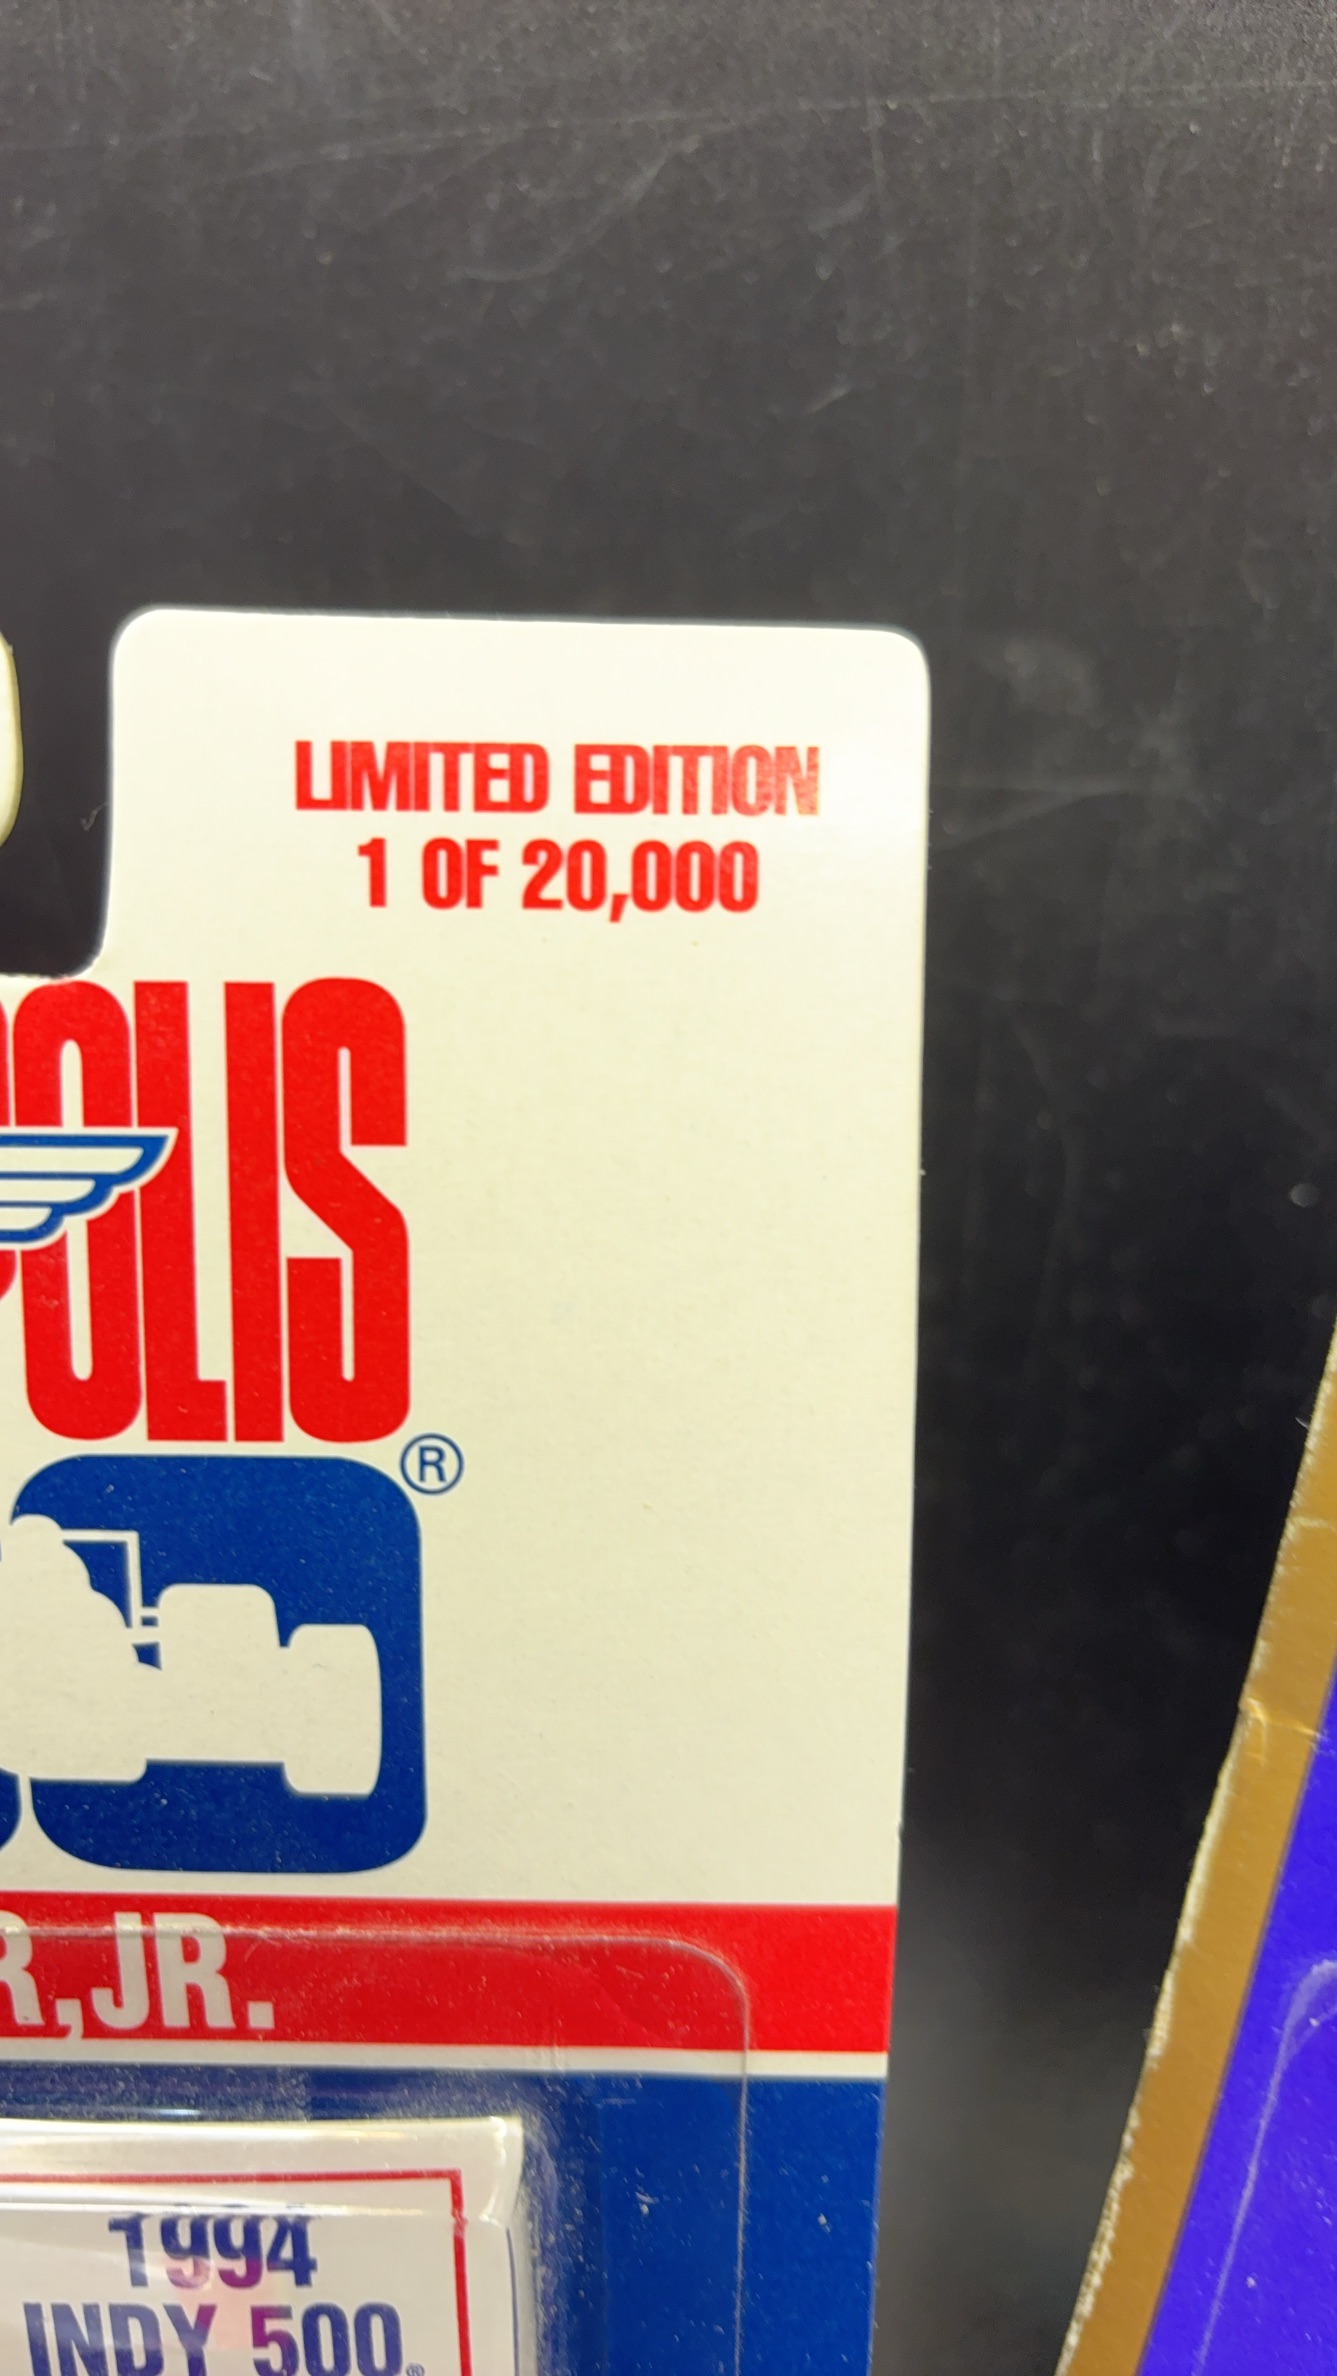 LIMITED EDITION
1 OF 20,000
POLIS
®
R, JR.
1994
INDY 500®